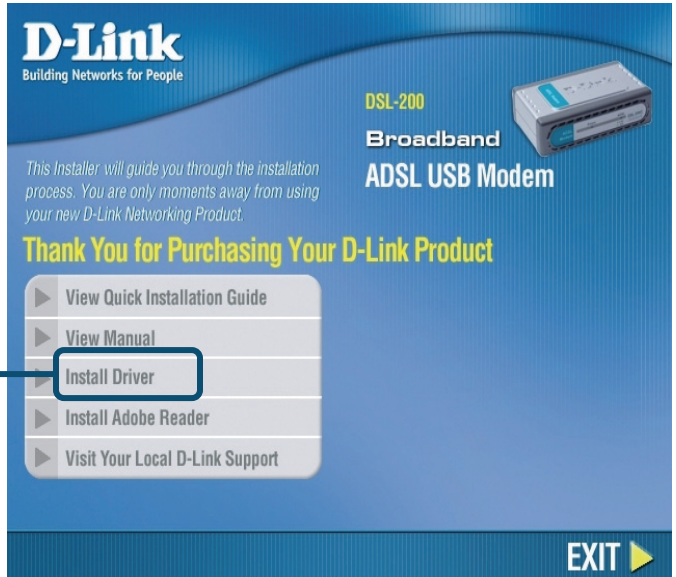 D-Link
Building Networks for People
DSL-200
Broadband
ADSL USB Modem
This Installer will guide you through the installation
process. You are only moments away from using
your new D-Link Networking Product.
Thank You for Purchasing Your D-Link Product
View Quick Installation Guide
View Manual
Install Driver
Install Adobe Reader
Visit Your Local D-Link Support
EXIT